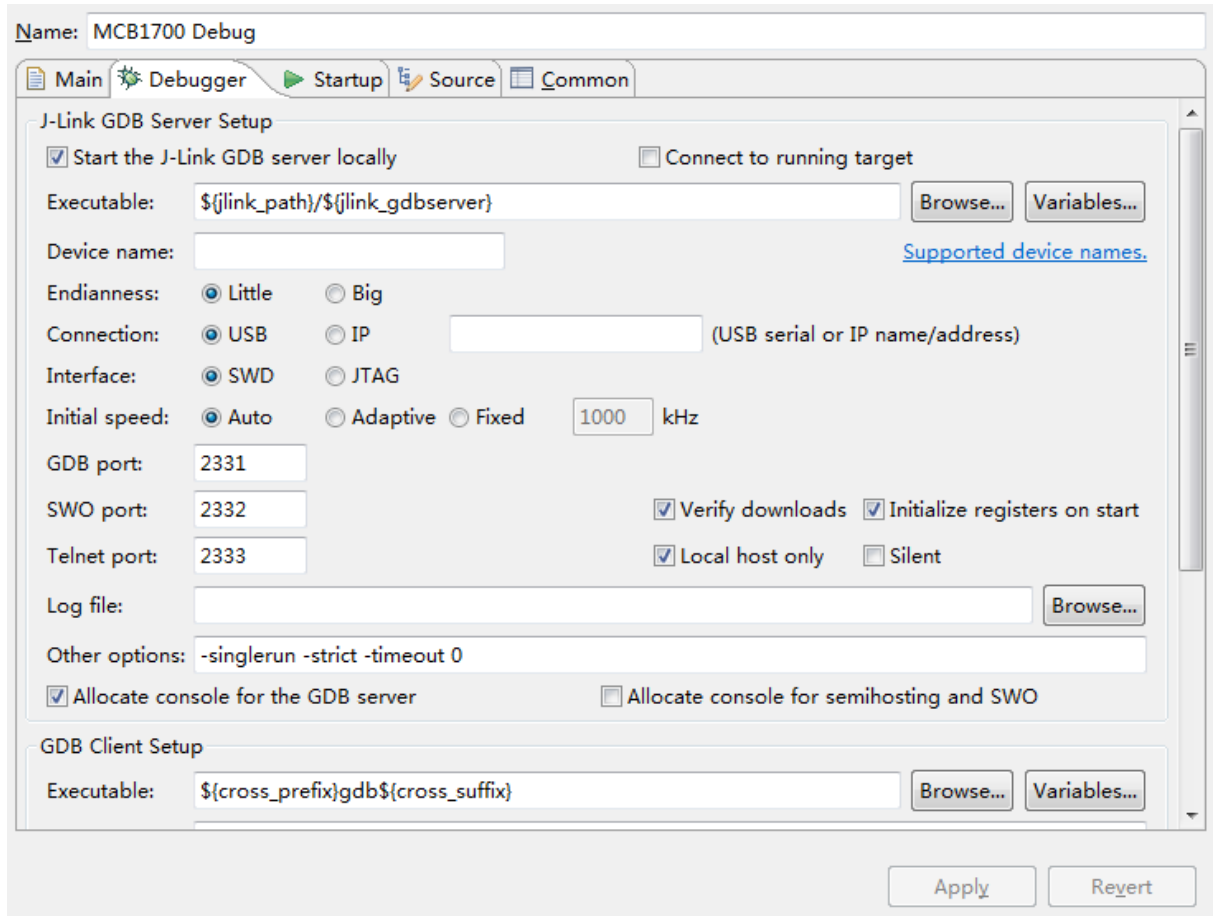 Name: MCB1700 Debug
Main Debugger Startup Source Common
J-Link GDB Server Setup
Start the J-Link GDB server locally Connect to running target
Executable: ${jlink_path}/${jlink_gdbserver} Browse... Variables...
Device name: Supported device names.
Endianness: Little Big
Connection: USB IP (USB serial or IP name/address)
Interface: SWD JTAG
Initial speed: Auto Adaptive Fixed 1000 kHz
GDB port: 2331
SWO port: 2332 Verify downloads Initialize registers on start
Telnet port: 2333 Local host only Silent
Log file: Browse...
Other options: -singlerun -strict -timeout 0
Allocate console for the GDB server Allocate console for semihosting and SWO
GDB Client Setup
Executable: ${cross_prefix}gdb${cross_suffix} Browse... Variables...
Apply Revert